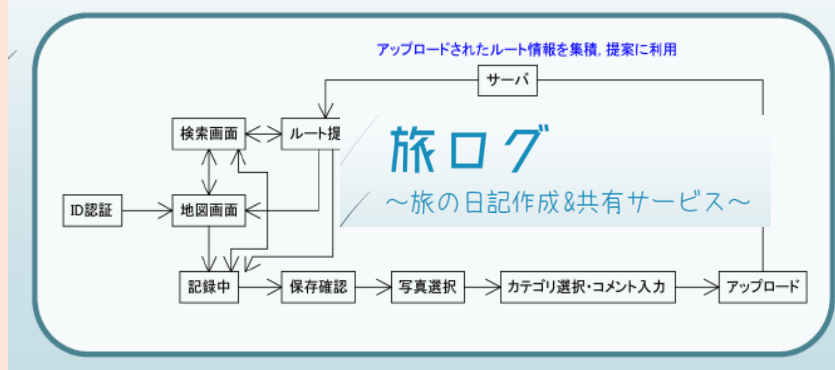 アップロードされたルート情報を集積, 提案に利用
サーバ
検索画面
ルート提
旅ログ
～旅の日記作成&共有サービス～
ID認証
地図画面
記録中
保存確認
写真選択
カテゴリ選択・コメント入力
アップロード